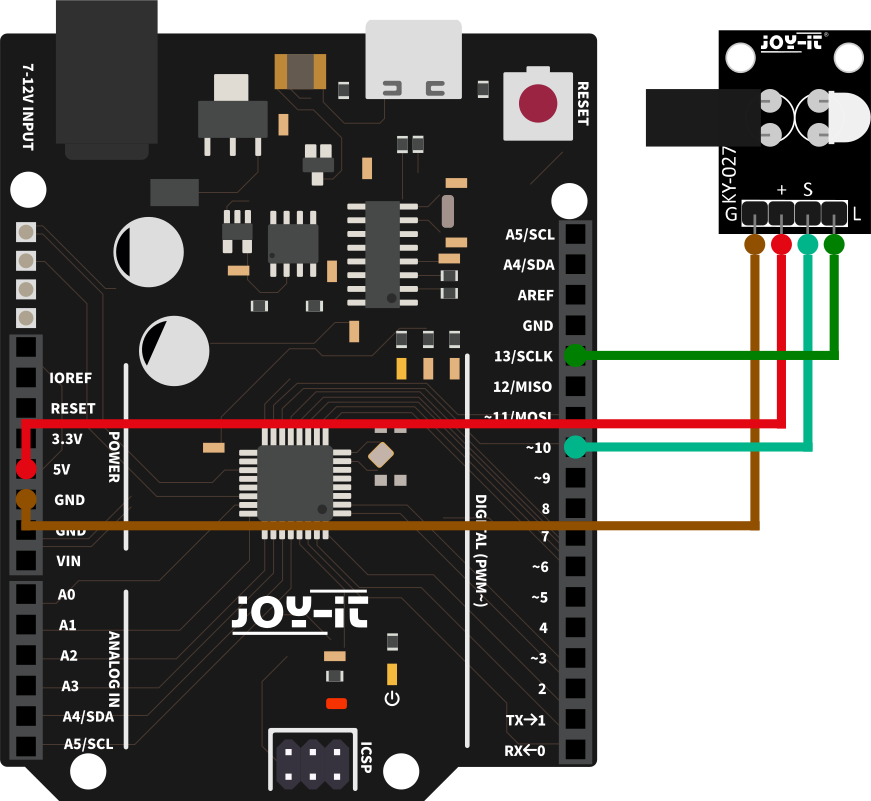 7-12V INPUT
RESET
IOREF
RESET
3.3V
5V
GND
GND
VIN
POWER
A0
A1
A2
A3
A4/SDA
A5/SCL
ANALOG IN
A5/SCL
A4/SDA
AREF
GND
13/SCLK
12/MISO
~11/MOSI
~10
~9
8
7
~6
~5
4
~3
2
TX→1
RX←0
DIGITAL (PWM~)
JOY-iT
ICSP
JOY-iT®
KY-027
G + S L